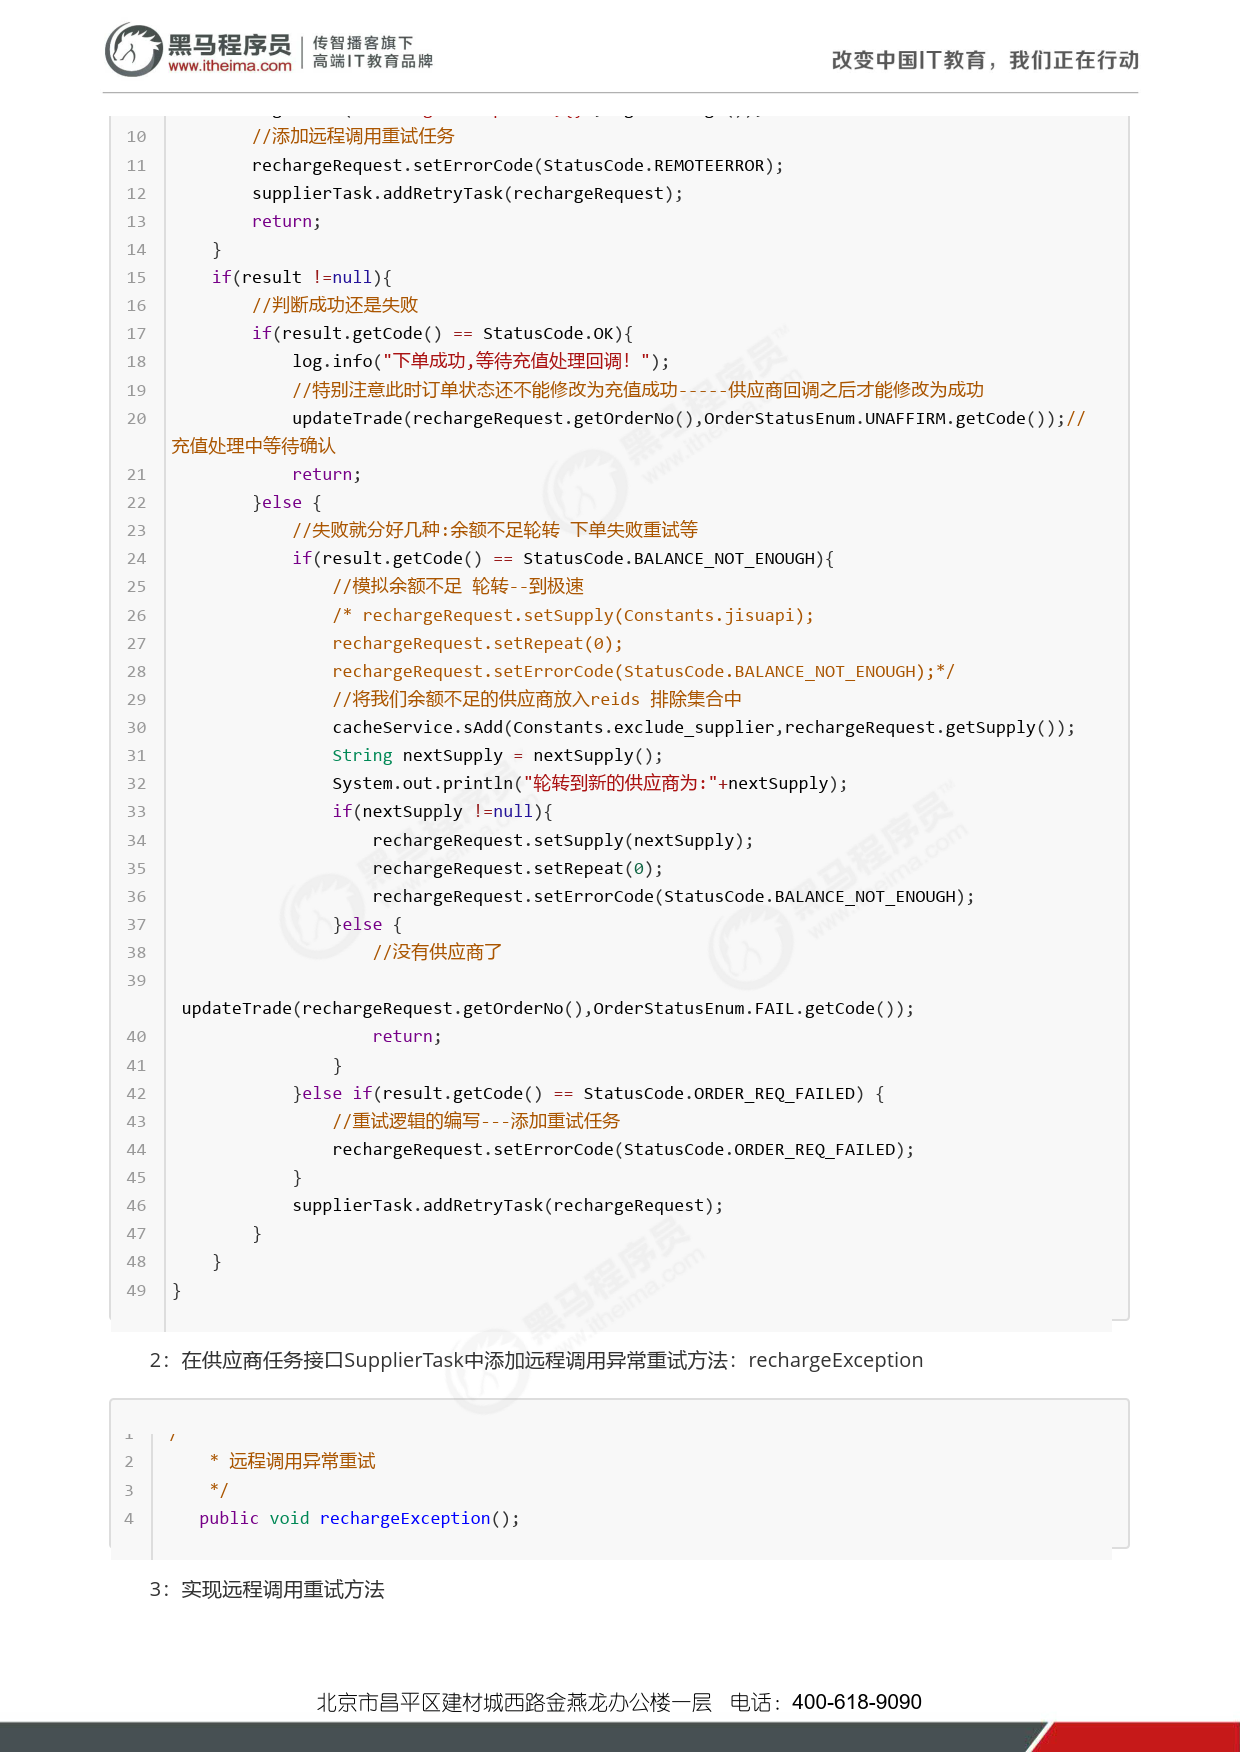 黑马程序员
www.itheima.com
传智播客旗下
高端IT教育品牌
改变中国IT教育，我们正在行动
10 //添加远程调用重试任务
11 rechargeRequest.setErrorCode(StatusCode.REMOTEERROR);
12 supplierTask.addRetryTask(rechargeRequest);
13 return;
14 }
15 if(result !=null){
16 //判断成功还是失败
17 if(result.getCode() == StatusCode.OK){
18 log.info("下单成功,等待充值处理回调！");
19 //特别注意此时订单状态还不能修改为充值成功-----供应商回调之后才能修改为成功
20 updateTrade(rechargeRequest.getOrderNo(),OrderStatusEnum.UNAFFIRM.getCode());//
充值处理中等待确认
21 return;
22 }else {
23 //失败就分好几种:余额不足轮转 下单失败重试等
24 if(result.getCode() == StatusCode.BALANCE_NOT_ENOUGH){
25 //模拟余额不足 轮转--到极速
26 /* rechargeRequest.setSupply(Constants.jisuapi);
27 rechargeRequest.setRepeat(0);
28 rechargeRequest.setErrorCode(StatusCode.BALANCE_NOT_ENOUGH);*/
29 //将我们余额不足的供应商放入reids 排除集合中
30 cacheService.sAdd(Constants.exclude_supplier,rechargeRequest.getSupply());
31 String nextSupply = nextSupply();
32 System.out.println("轮转到新的供应商为:"+nextSupply);
33 if(nextSupply !=null){
34 rechargeRequest.setSupply(nextSupply);
35 rechargeRequest.setRepeat(0);
36 rechargeRequest.setErrorCode(StatusCode.BALANCE_NOT_ENOUGH);
37 }else {
38 //没有供应商了
39
updateTrade(rechargeRequest.getOrderNo(),OrderStatusEnum.FAIL.getCode());
40 return;
41 }
42 }else if(result.getCode() == StatusCode.ORDER_REQ_FAILED) {
43 //重试逻辑的编写---添加重试任务
44 rechargeRequest.setErrorCode(StatusCode.ORDER_REQ_FAILED);
45 }
46 supplierTask.addRetryTask(rechargeRequest);
47 }
48 }
49 }
2：在供应商任务接口SupplierTask中添加远程调用异常重试方法：rechargeException
1 /
2 * 远程调用异常重试
3 */
4 public void rechargeException();
3：实现远程调用重试方法
北京市昌平区建材城西路金燕龙办公楼一层 电话：400-618-9090